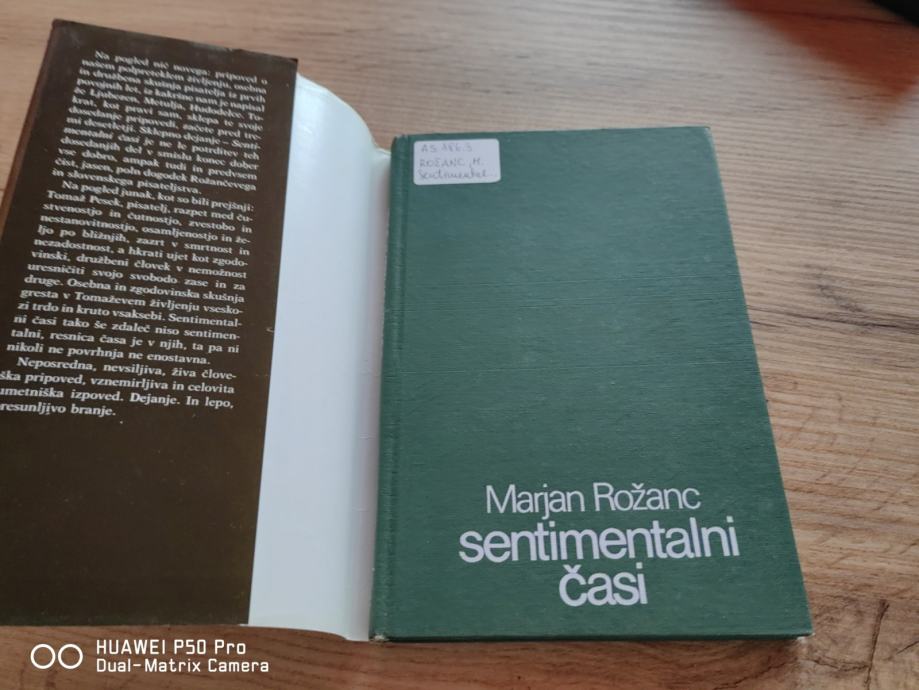 Na pogled nič novega: pripoved o
našem polpreteklem življenju, osebna
in družbena skušnja pisatelja iz prvih
povojnih let, iz kakršne nam je napisal
že Ljubezen, Metulja, Hudodelce. To-
krat, kot pravi sam, sklepa te svoje
dosedanje pripovedi, začete pred tre-
mi desetletji. Sklepno dejanje – Senti-
mentalni časi je ne le potrditev teh
dosedanjih del v smislu konec dober
vse dobro, ampak tudi in predvsem
čist, jasen, poln dogodek Rožančevega
in slovenskega pisateljstva.
Na pogled junak, kot so bili prejšnji:
Tomaž Pesek, pisatelj, razpet med ču-
stvenostjo in čutnostjo, zvestobo in
nestanovitnostjo, osamljenostjo in že-
ljo po bližnjih, zazrt v smrtnost in
nezadostnost, a hkrati ujet kot zgodo-
vinski, družbeni človek v nemožnost
uresničiti svojo svobodo zase in za
druge. Osebna in zgodovinska skušnja
gresta v Tomaževem življenju vsesko-
zi trdo in kruto vsaksebi. Sentimental-
ni časi tako še zdaleč niso sentimen-
talni, resnica časa je v njih, ta pa ni
nikoli ne povrhnja ne enostavna.
Neposredna, nevsiljiva, živa člove-
ška pripoved, vznemirljiva in celovita
umetniška izpoved. Dejanje. In lepo,
presunljivo branje.
AS 886.3
ROŽANC, M.
Sentimental...
Marjan Rožanc
sentimentalni
časi
HUAWEI P50 Pro
Dual-Matrix Camera